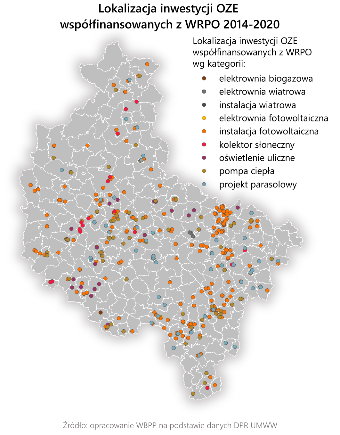 Lokalizacja inwestycji OZE
współfinansowanych z WRPO 2014-2020
Lokalizacja inwestycji OZE
współfinansowanych z WRPO
wg kategorii:
elektrownia biogazowa
elektrownia wiatrowa
instalacja wiatrowa
elektrownia fotowoltaiczna
instalacja fotowoltaiczna
kolektor słoneczny
oświetlenie uliczne
pompa ciepła
projekt parasolowy
Źródło: opracowanie WBPP na podstawie danych DPR UMWW